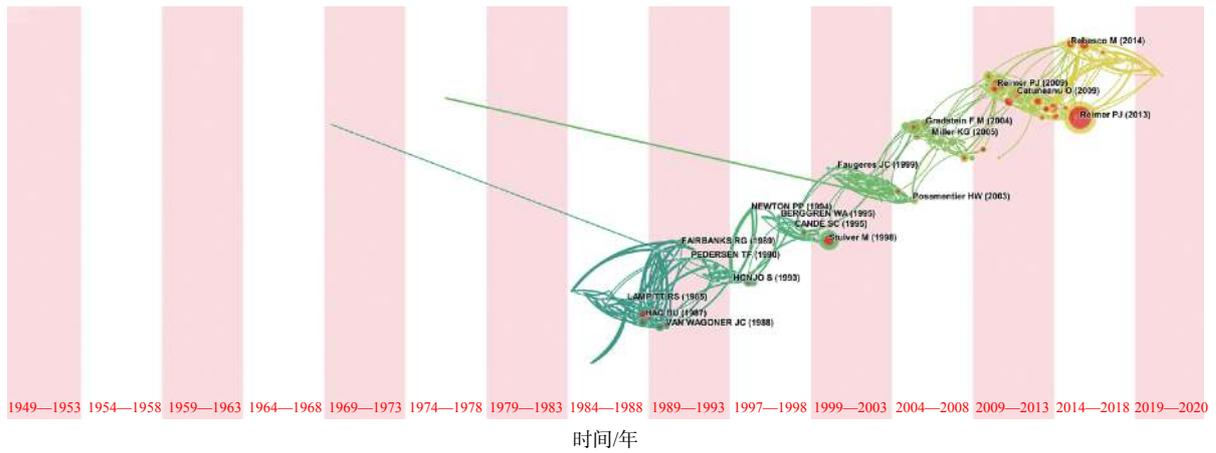 Rebesco M (2014)
Reimer PJ (2009)
Catuneanu O (2009)
Reimer PJ (2013)
Gradstein F M (2004)
Miller KG (2005)
Faugeres JC (1999)
Posamentier HW (2003)
NEWTON PP (1994)
BERGGREN WA (1995)
CANDE SC (1995)
Stuiver M (1998)
FAIRBANKS RG (1989)
PEDERSEN TF (1990)
HONJO S (1993)
LAMPITT RS (1985)
HAQ BU (1987)
VAN WAGONER JC (1988)
1949—1953 1954—1958 1959—1963 1964—1968 1969—1973 1974—1978 1979—1983 1984—1988 1989—1993 1997—1998 1999—2003 2004—2008 2009—2013 2014—2018 2019—2020
时间/年